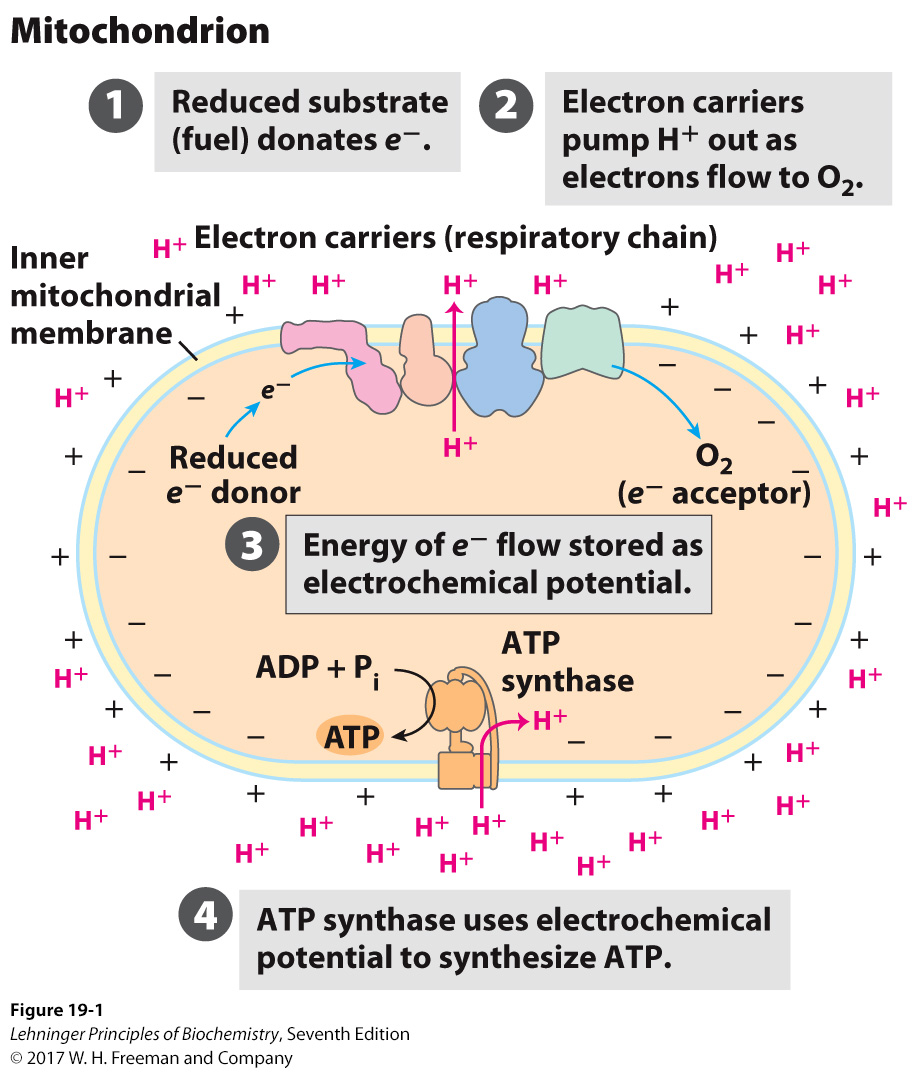 Mitochondrion
1 Reduced substrate
(fuel) donates e⁻.
2 Electron carriers
pump H⁺ out as
electrons flow to O₂.
Electron carriers (respiratory chain)
H⁺ H⁺ H⁺ H⁺ H⁺ H⁺ H⁺ H⁺
Inner
mitochondrial
membrane
+ + + H⁺
H⁺ + − e⁻ − − + H⁺
− H⁺
Reduced
e⁻ donor
O₂
(e⁻ acceptor)
+ − − + H⁺
3 Energy of e⁻ flow stored as
electrochemical potential.
+ − − +
+ − − +
H⁺ − − H⁺
ADP + Pᵢ
ATP
synthase
+ − − +
ATP
H⁺
− − −
H⁺ + + H⁺
+ + + +
H⁺ H⁺ H⁺ H⁺
H⁺ H⁺ H⁺
H⁺ H⁺ H⁺ H⁺ H⁺ H⁺
4 ATP synthase uses electrochemical
potential to synthesize ATP.
Figure 19-1
Lehninger Principles of Biochemistry, Seventh Edition
© 2017 W. H. Freeman and Company